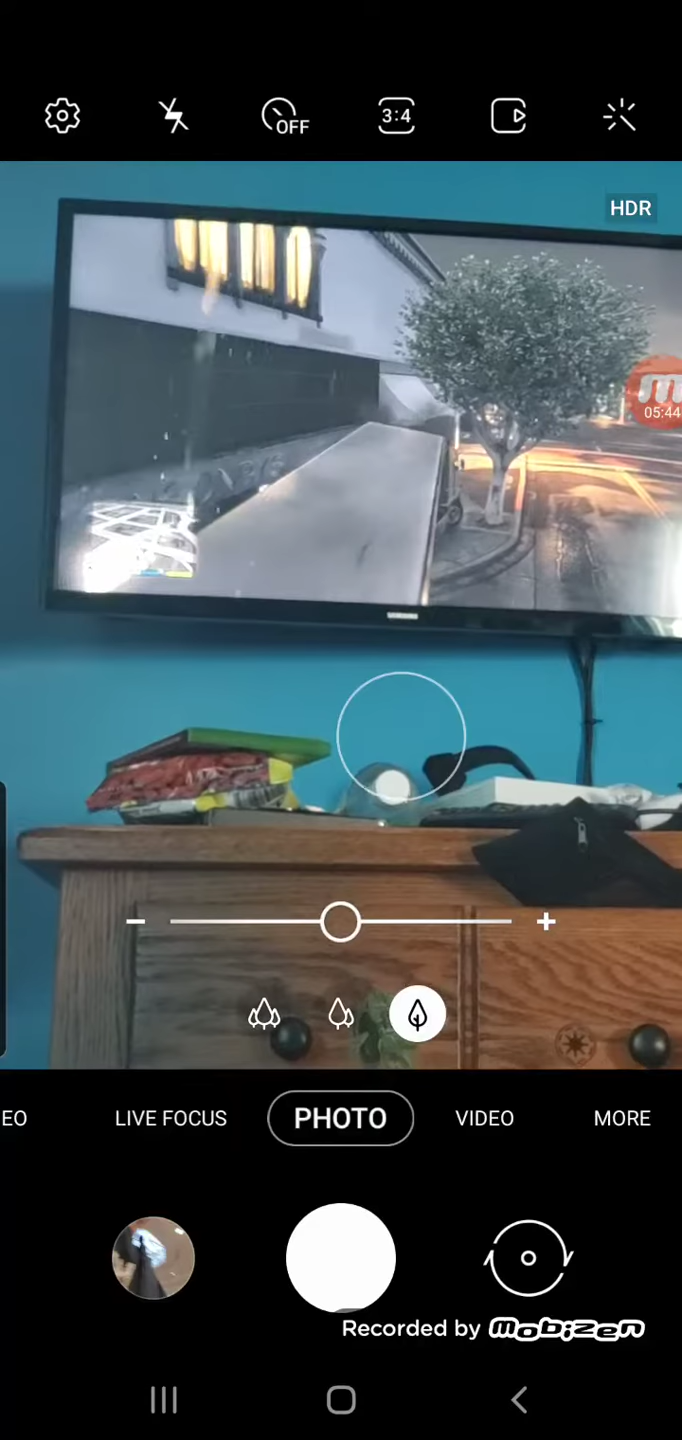 OFF
3:4
HDR
05:44
EO
LIVE FOCUS
PHOTO
VIDEO
MORE
Recorded by Mobizen